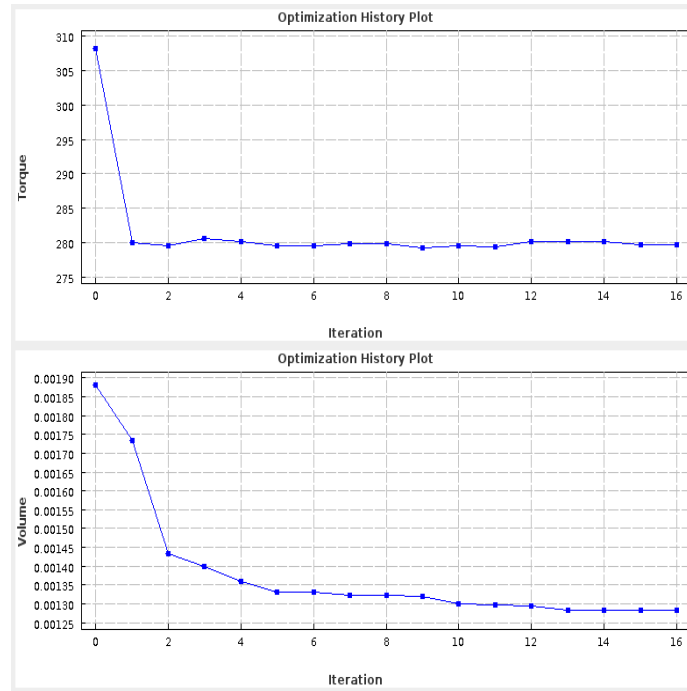 Optimization History Plot
310
305
300
295
290
285
280
275
Torque
0 2 4 6 8 10 12 14 16
Iteration
Optimization History Plot
0.00190
0.00185
0.00180
0.00175
0.00170
0.00165
0.00160
0.00155
0.00150
0.00145
0.00140
0.00135
0.00130
0.00125
Volume
0 2 4 6 8 10 12 14 16
Iteration